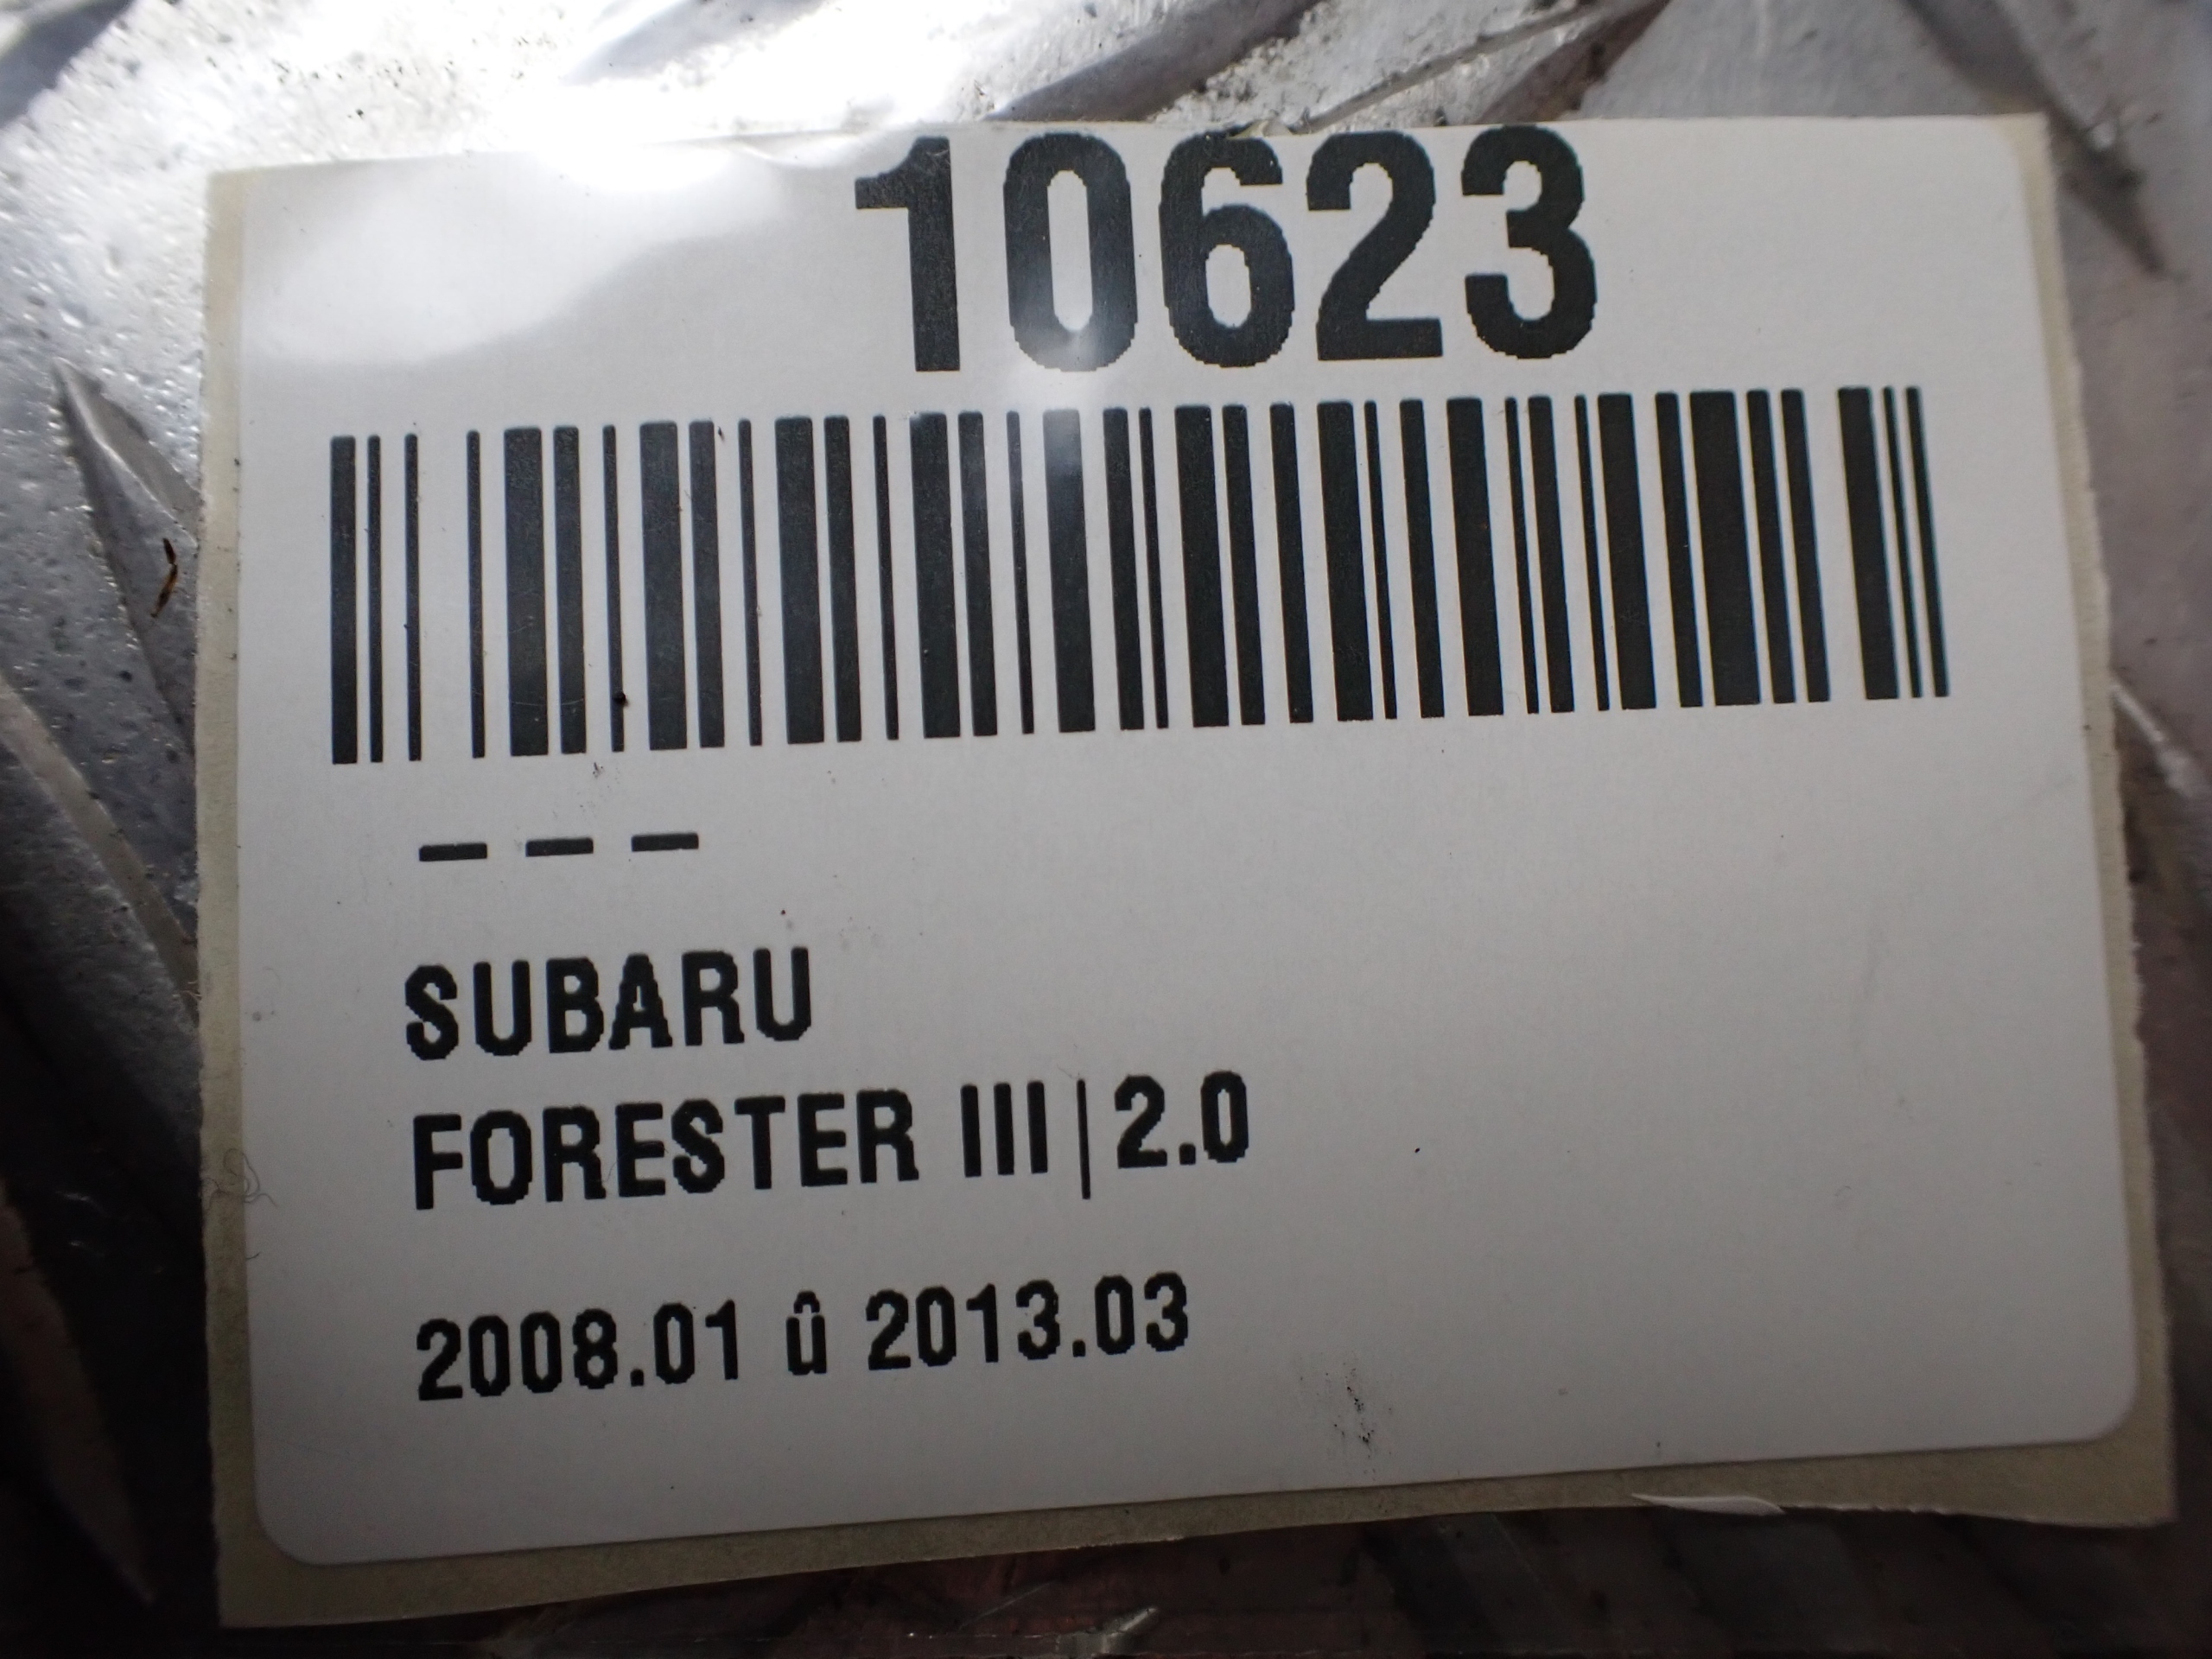 10623
– – –
SUBARU
FORESTER III|2.0
2008.01 û 2013.03